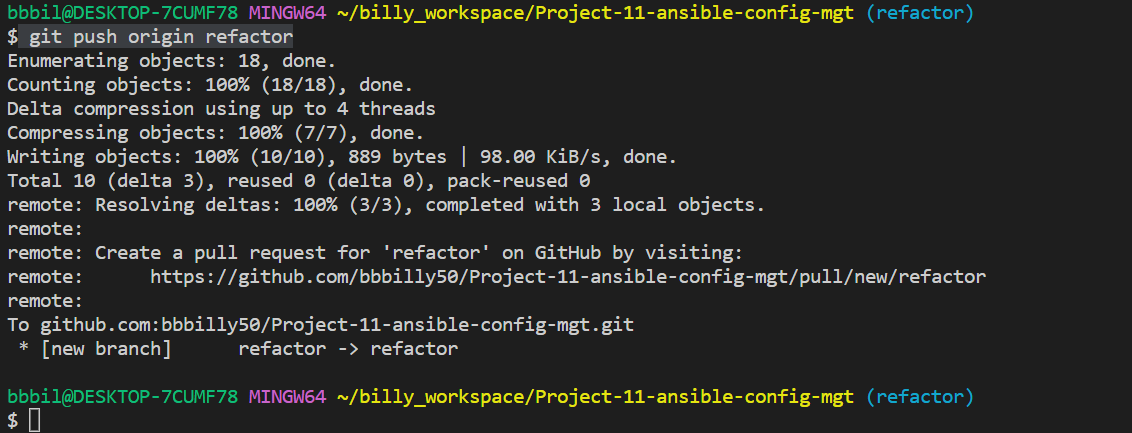 bbbil@DESKTOP-7CUMF78 MINGW64 ~/billy_workspace/Project-11-ansible-config-mgt (refactor)
$ git push origin refactor
Enumerating objects: 18, done.
Counting objects: 100% (18/18), done.
Delta compression using up to 4 threads
Compressing objects: 100% (7/7), done.
Writing objects: 100% (10/10), 889 bytes | 98.00 KiB/s, done.
Total 10 (delta 3), reused 0 (delta 0), pack-reused 0
remote: Resolving deltas: 100% (3/3), completed with 3 local objects.
remote:
remote: Create a pull request for 'refactor' on GitHub by visiting:
remote:      https://github.com/bbbilly50/Project-11-ansible-config-mgt/pull/new/refactor
remote:
To github.com:bbbilly50/Project-11-ansible-config-mgt.git
 * [new branch]      refactor -> refactor

bbbil@DESKTOP-7CUMF78 MINGW64 ~/billy_workspace/Project-11-ansible-config-mgt (refactor)
$